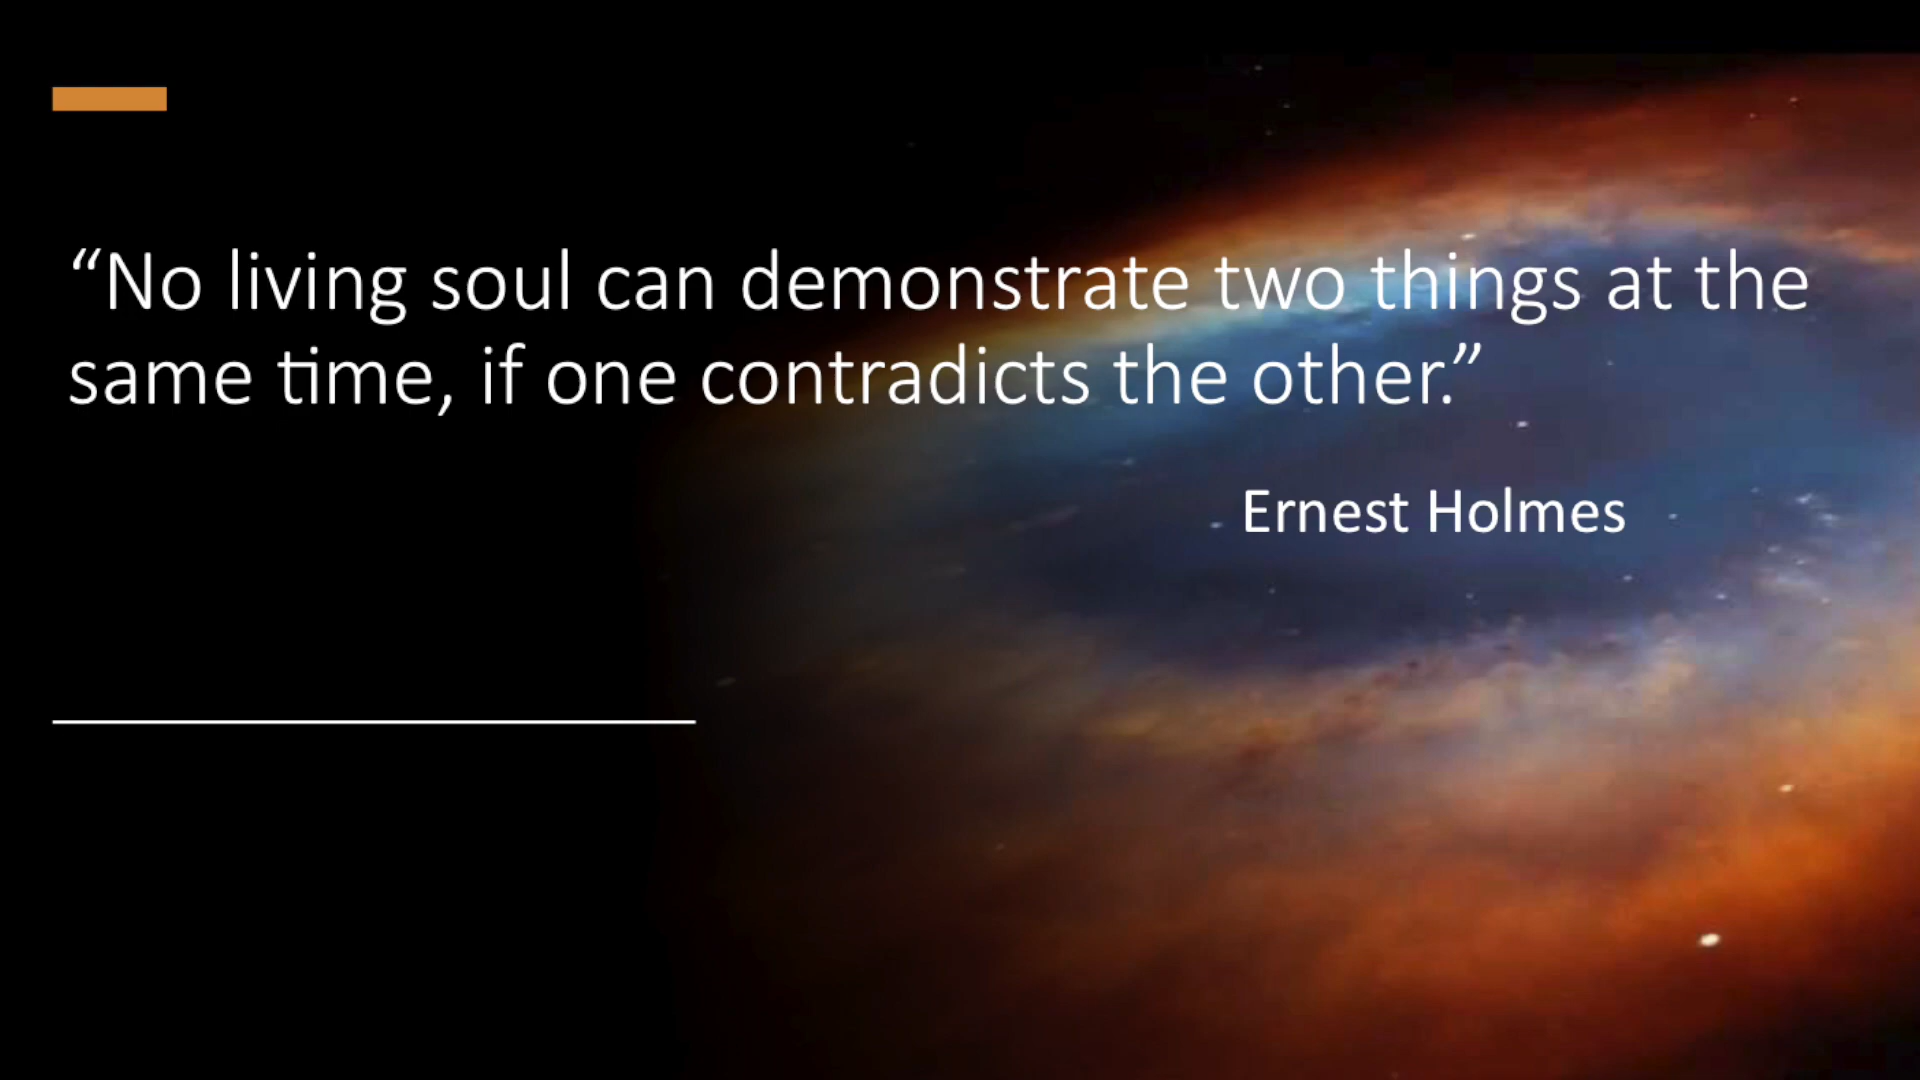 “No living soul can demonstrate two things at the
same time, if one contradicts the other.”
Ernest Holmes